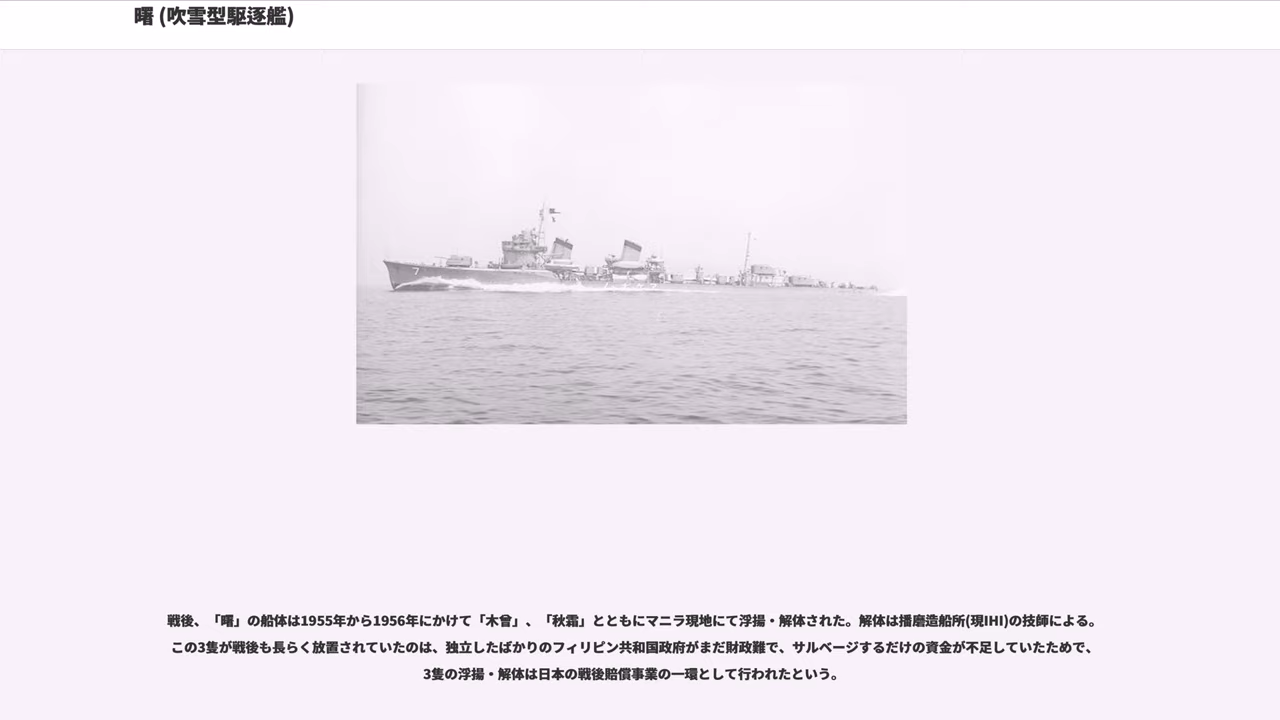 曙 (吹雪型駆逐艦)
7
戦後、「曙」の船体は1955年から1956年にかけて「木曾」、「秋霜」とともにマニラ現地にて浮揚・解体された。解体は播磨造船所(現IHI)の技師による。
この3隻が戦後も長らく放置されていたのは、独立したばかりのフィリピン共和国政府がまだ財政難で、サルベージするだけの資金が不足していたためで、
3隻の浮揚・解体は日本の戦後賠償事業の一環として行われたという。